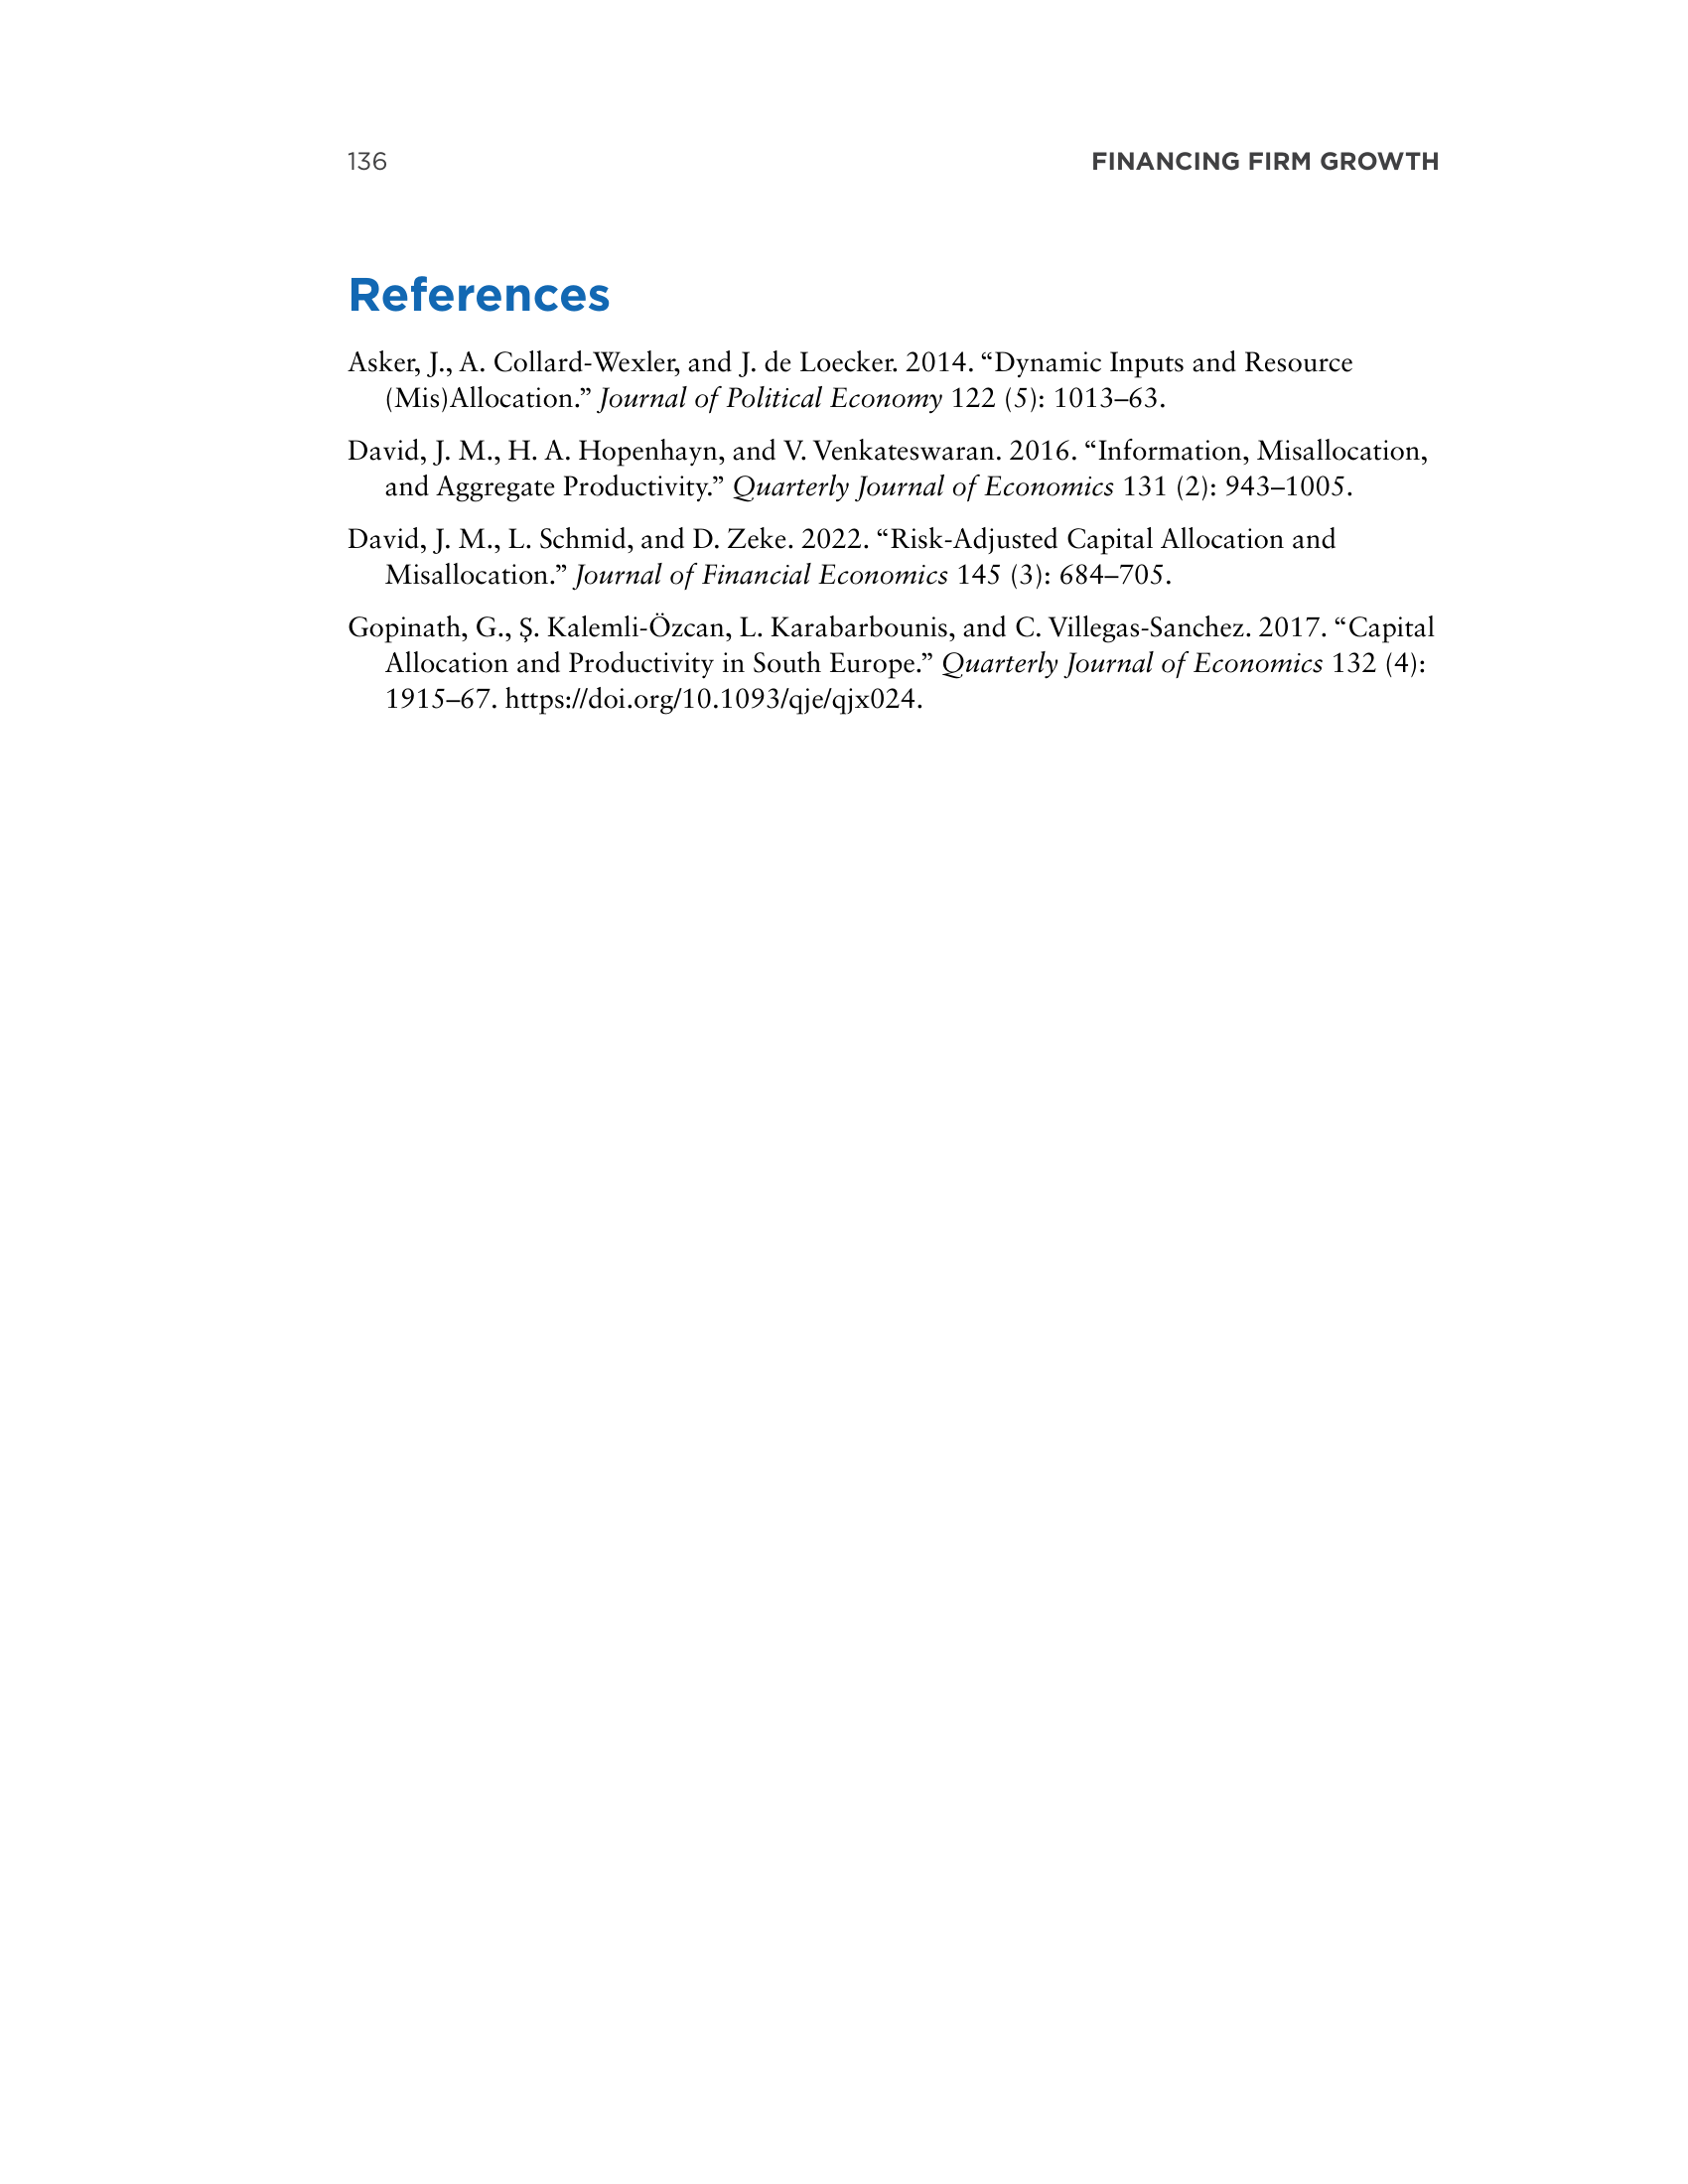 136
FINANCING FIRM GROWTH
References
Asker, J., A. Collard-Wexler, and J. de Loecker. 2014. “Dynamic Inputs and Resource
(Mis)Allocation.” Journal of Political Economy 122 (5): 1013–63.
David, J. M., H. A. Hopenhayn, and V. Venkateswaran. 2016. “Information, Misallocation,
and Aggregate Productivity.” Quarterly Journal of Economics 131 (2): 943–1005.
David, J. M., L. Schmid, and D. Zeke. 2022. “Risk-Adjusted Capital Allocation and
Misallocation.” Journal of Financial Economics 145 (3): 684–705.
Gopinath, G., Ş. Kalemli-Özcan, L. Karabarbounis, and C. Villegas-Sanchez. 2017. “Capital
Allocation and Productivity in South Europe.” Quarterly Journal of Economics 132 (4):
1915–67. https://doi.org/10.1093/qje/qjx024.